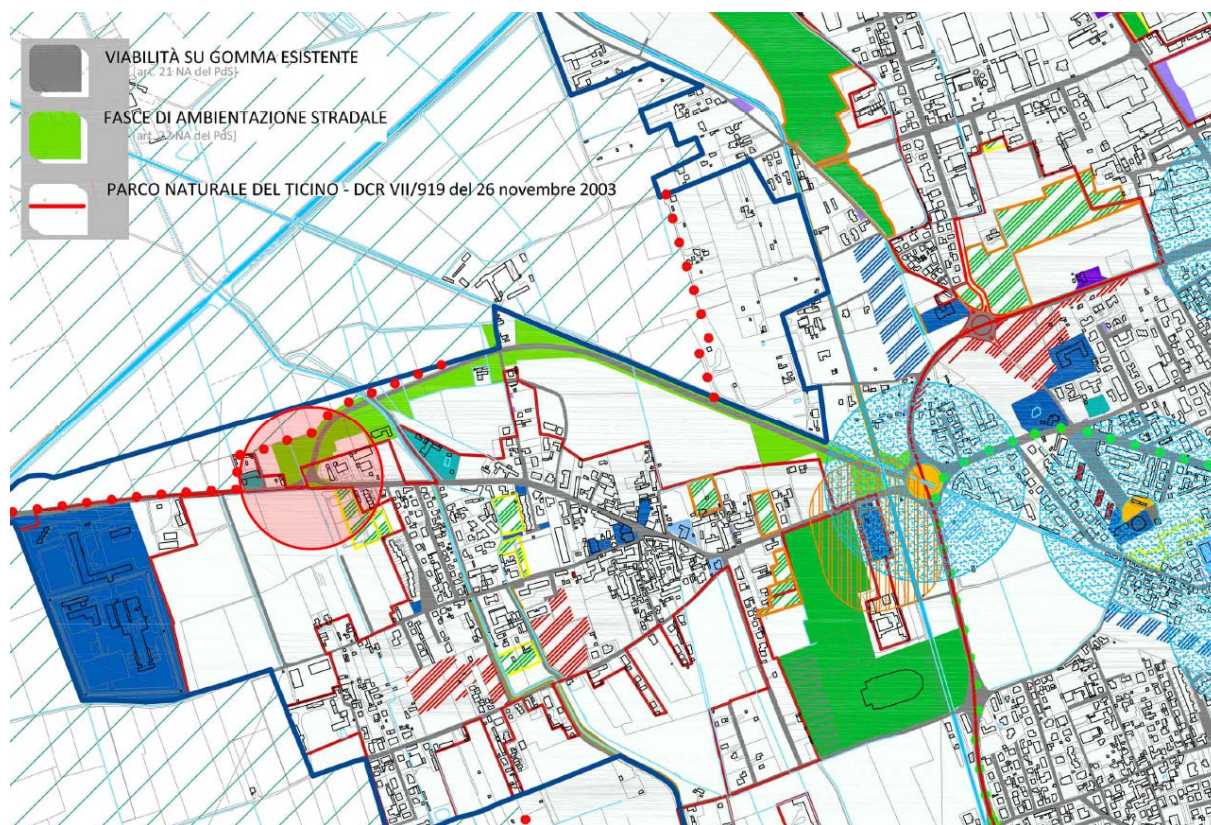 VIABILITÀ SU GOMMA ESISTENTE
[art. 21 NA del PdS]
FASCE DI AMBIENTAZIONE STRADALE
[art. 22 NA del PdS]
PARCO NATURALE DEL TICINO - DCR VII/919 del 26 novembre 2003